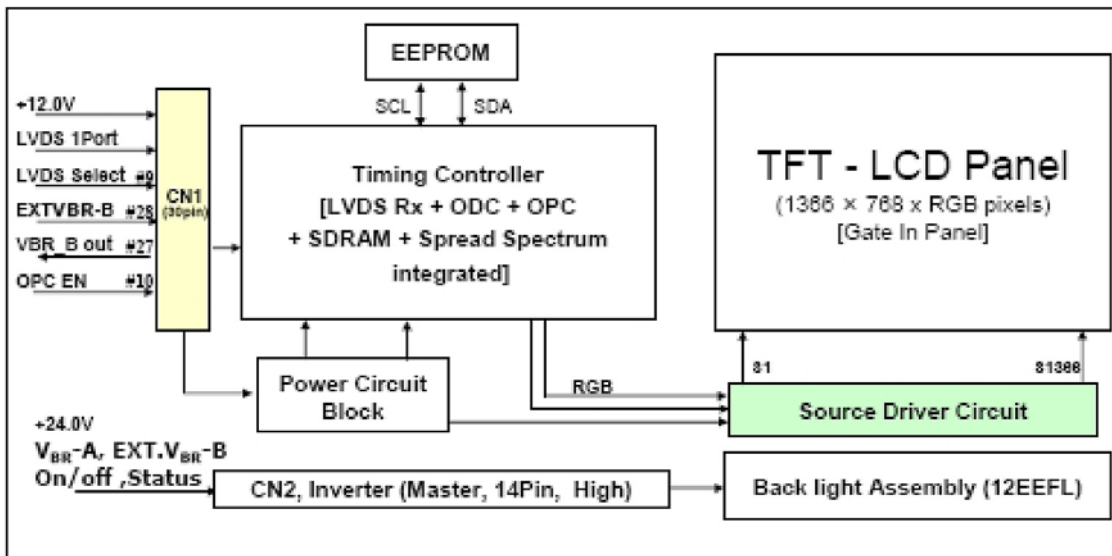 EEPROM
SCL
SDA
+12.0V
LVDS 1Port
LVDS Select #9
EXTVBR-B #28
VBR_B out #27
OPC EN #10
CN1
(30pin)
Timing Controller
[LVDS Rx + ODC + OPC
+ SDRAM + Spread Spectrum
integrated]
TFT - LCD Panel
(1366 × 768 x RGB pixels)
[Gate In Panel]
S1
S1366
Power Circuit
Block
RGB
Source Driver Circuit
+24.0V
VBR-A, EXT.VBR-B
On/off ,Status
CN2, Inverter (Master, 14Pin, High)
Back light Assembly (12EEFL)